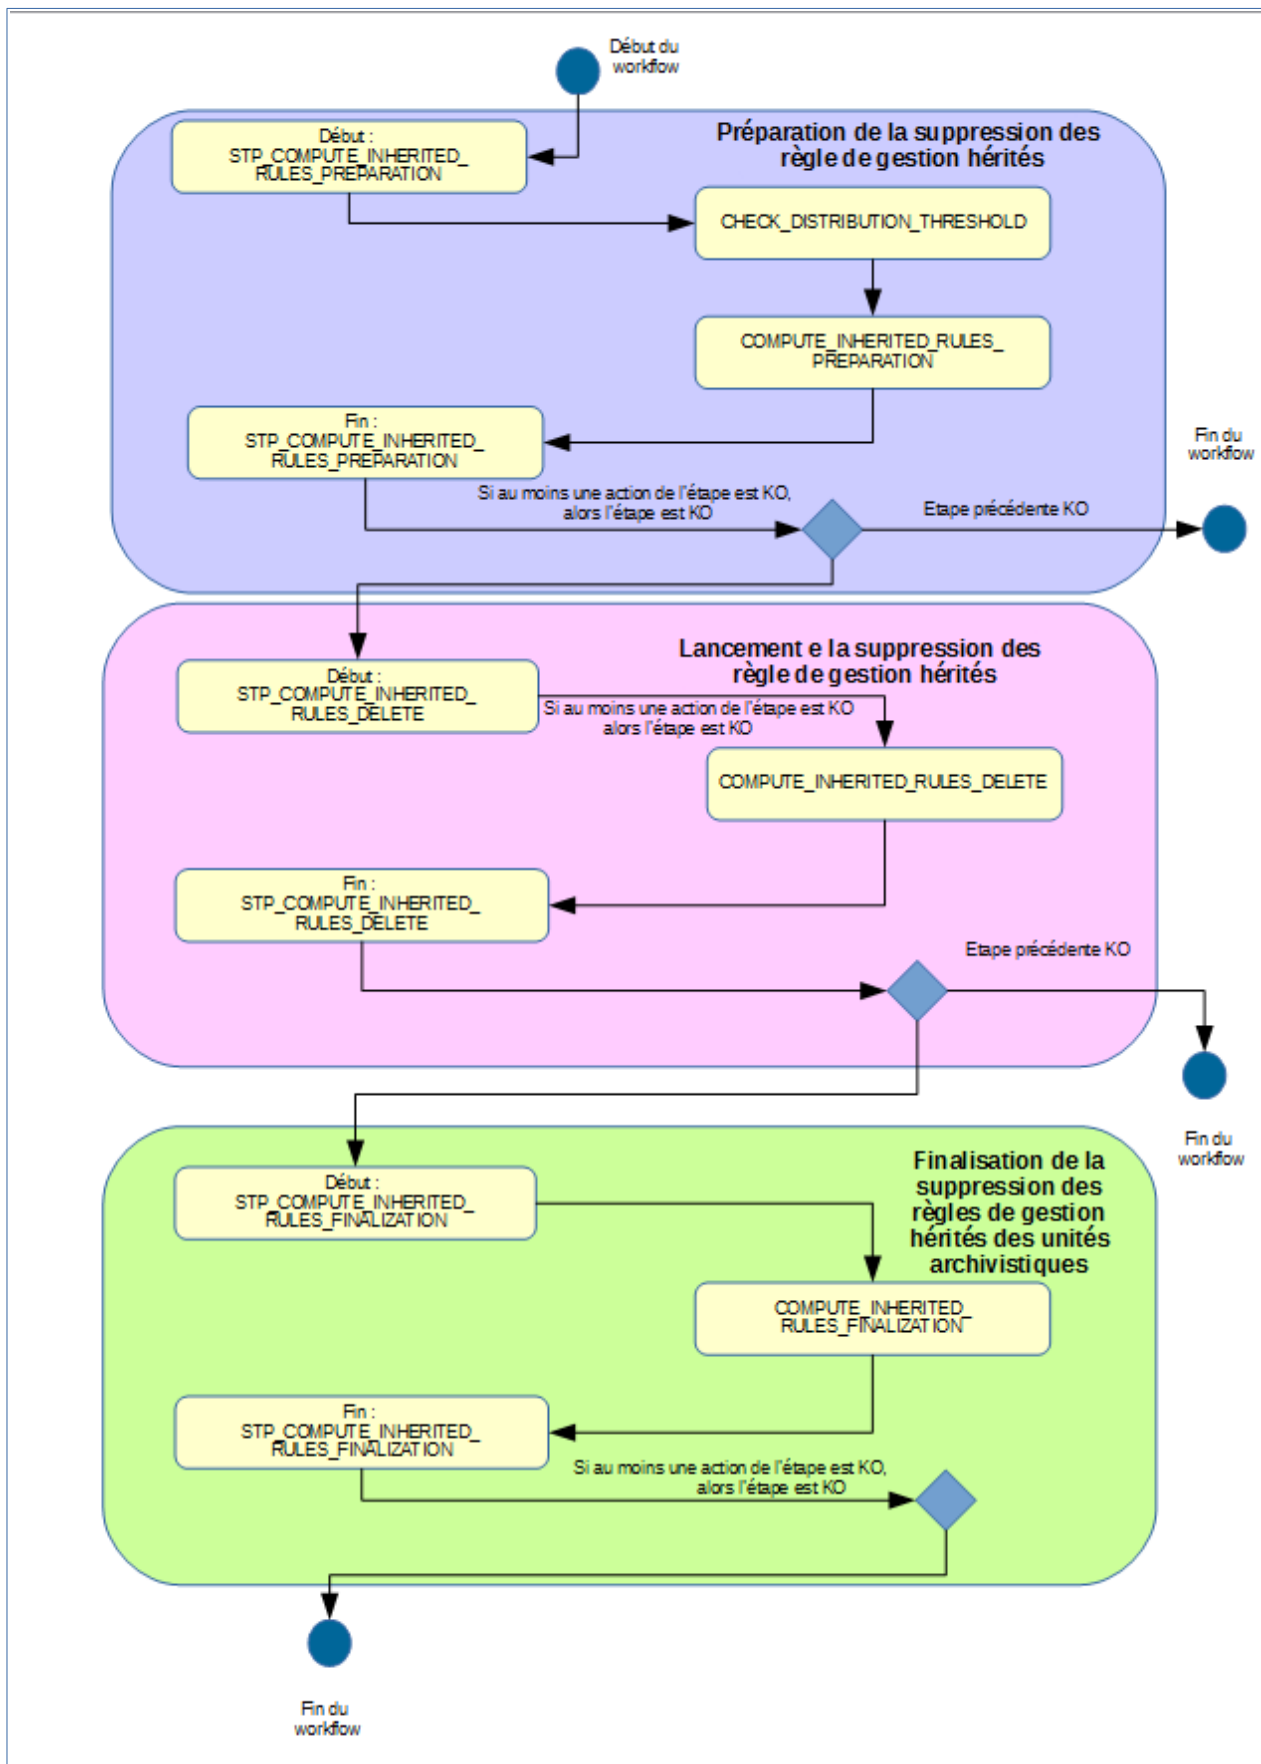 Début du
workflow
Préparation de la suppression des
règle de gestion hérités
Début :
STP_COMPUTE_INHERITED_
RULES_PREPARATION
CHECK_DISTRIBUTION_THRESHOLD
COMPUTE_INHERITED_RULES_
PREPARATION
Fin :
STP_COMPUTE_INHERITED_
RULES_PREPARATION
Si au moins une action de l'étape est KO,
alors l'étape est KO
Etape précédente KO
Fin du
workflow
Lancement e la suppression des
règle de gestion hérités
Début :
STP_COMPUTE_INHERITED_
RULES_DELETE
Si au moins une action de l'étape est KO
alors l'étape est KO
COMPUTE_INHERITED_RULES_DELETE
Fin :
STP_COMPUTE_INHERITED_
RULES_DELETE
Etape précédente KO
Fin du
workflow
Finalisation de la
suppression des
règles de gestion
hérités des unités
archivistiques
Début :
STP_COMPUTE_INHERITED_
RULES_FINALIZATION
COMPUTE_INHERITED_
RULES_FINALIZATION
Fin :
STP_COMPUTE_INHERITED_
RULES_FINALIZATION
Si au moins une action de l'étape est KO,
alors l'étape est KO
Fin du
workflow